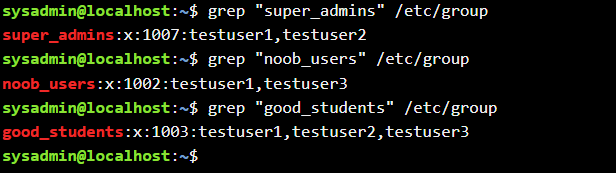 sysadmin@localhost:~$ grep "super_admins" /etc/group
super_admins:x:1007:testuser1,testuser2
sysadmin@localhost:~$ grep "noob_users" /etc/group
noob_users:x:1002:testuser1,testuser3
sysadmin@localhost:~$ grep "good_students" /etc/group
good_students:x:1003:testuser1,testuser2,testuser3
sysadmin@localhost:~$